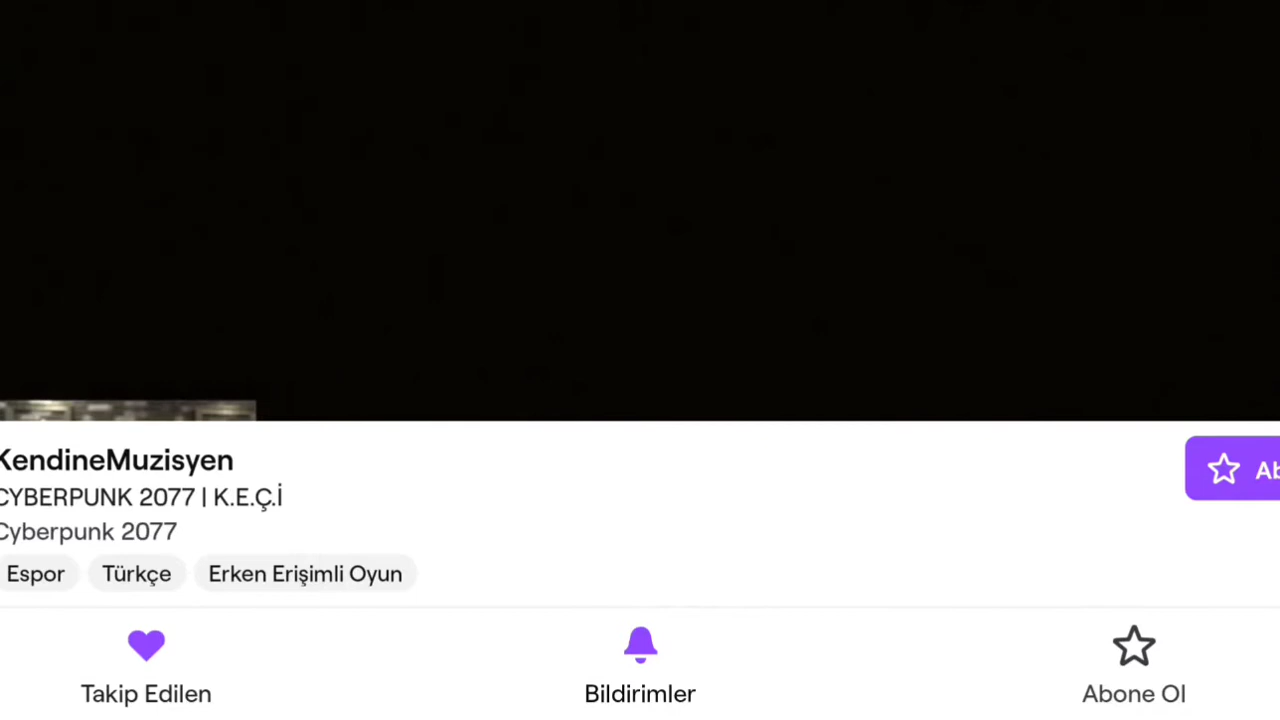 KendineMuzisyen
CYBERPUNK 2077 | K.E.Ç.İ
Cyberpunk 2077
Espor Türkçe Erken Erişimli Oyun
Takip Edilen Bildirimler Abone Ol